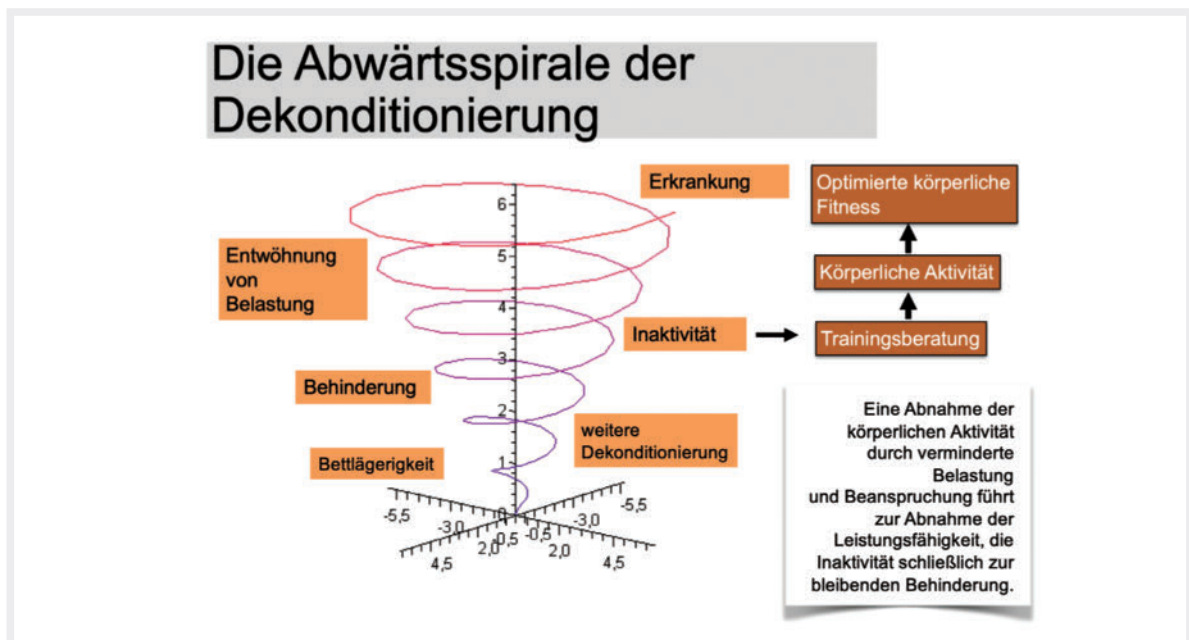 Die Abwärtsspirale der
Dekonditionierung
Erkrankung
Optimierte körperliche
Fitness
Entwöhnung
von
Belastung
Körperliche Aktivität
Inaktivität
Trainingsberatung
Behinderung
weitere
Dekonditionierung
Bettlägerigkeit
6
5
4
3
2
1
0
-5,5
-3,0
-0,5
2,0
4,5
-5,5
-3,0
-0,5
2,0
4,5
Eine Abnahme der
körperlichen Aktivität
durch verminderte
Belastung
und Beanspruchung führt
zur Abnahme der
Leistungsfähigkeit, die
Inaktivität schließlich zur
bleibenden Behinderung.